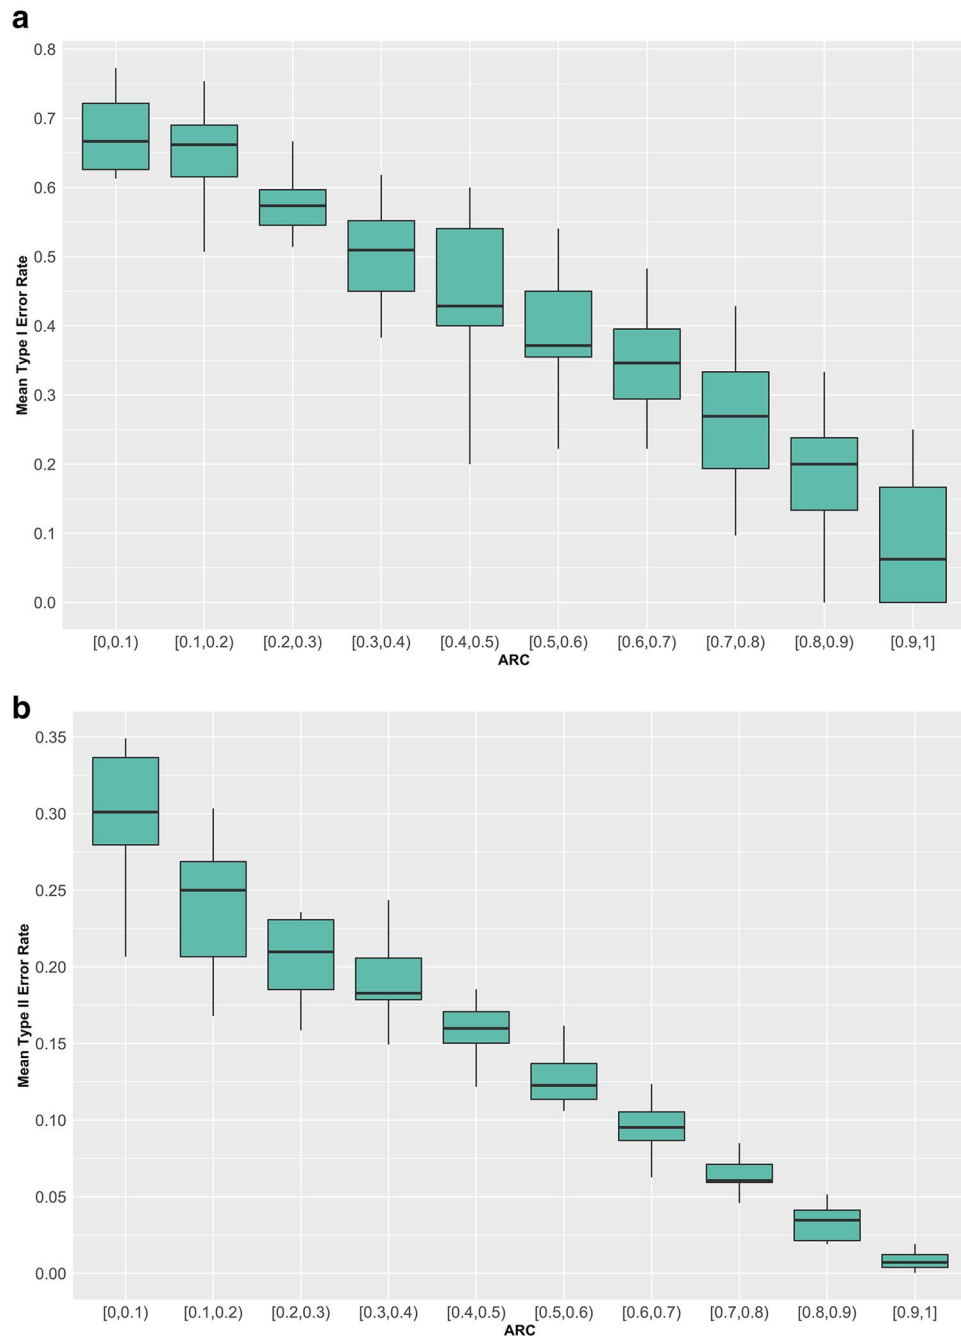 a
0.8
0.7
0.6
0.5
0.4
0.3
0.2
0.1
0.0
Mean Type I Error Rate
[0,0.1) [0.1,0.2) [0.2,0.3) [0.3,0.4) [0.4,0.5) [0.5,0.6) [0.6,0.7) [0.7,0.8) [0.8,0.9) [0.9,1]
ARC
b
0.35
0.30
0.25
0.20
0.15
0.10
0.05
0.00
Mean Type II Error Rate
[0,0.1) [0.1,0.2) [0.2,0.3) [0.3,0.4) [0.4,0.5) [0.5,0.6) [0.6,0.7) [0.7,0.8) [0.8,0.9) [0.9,1]
ARC